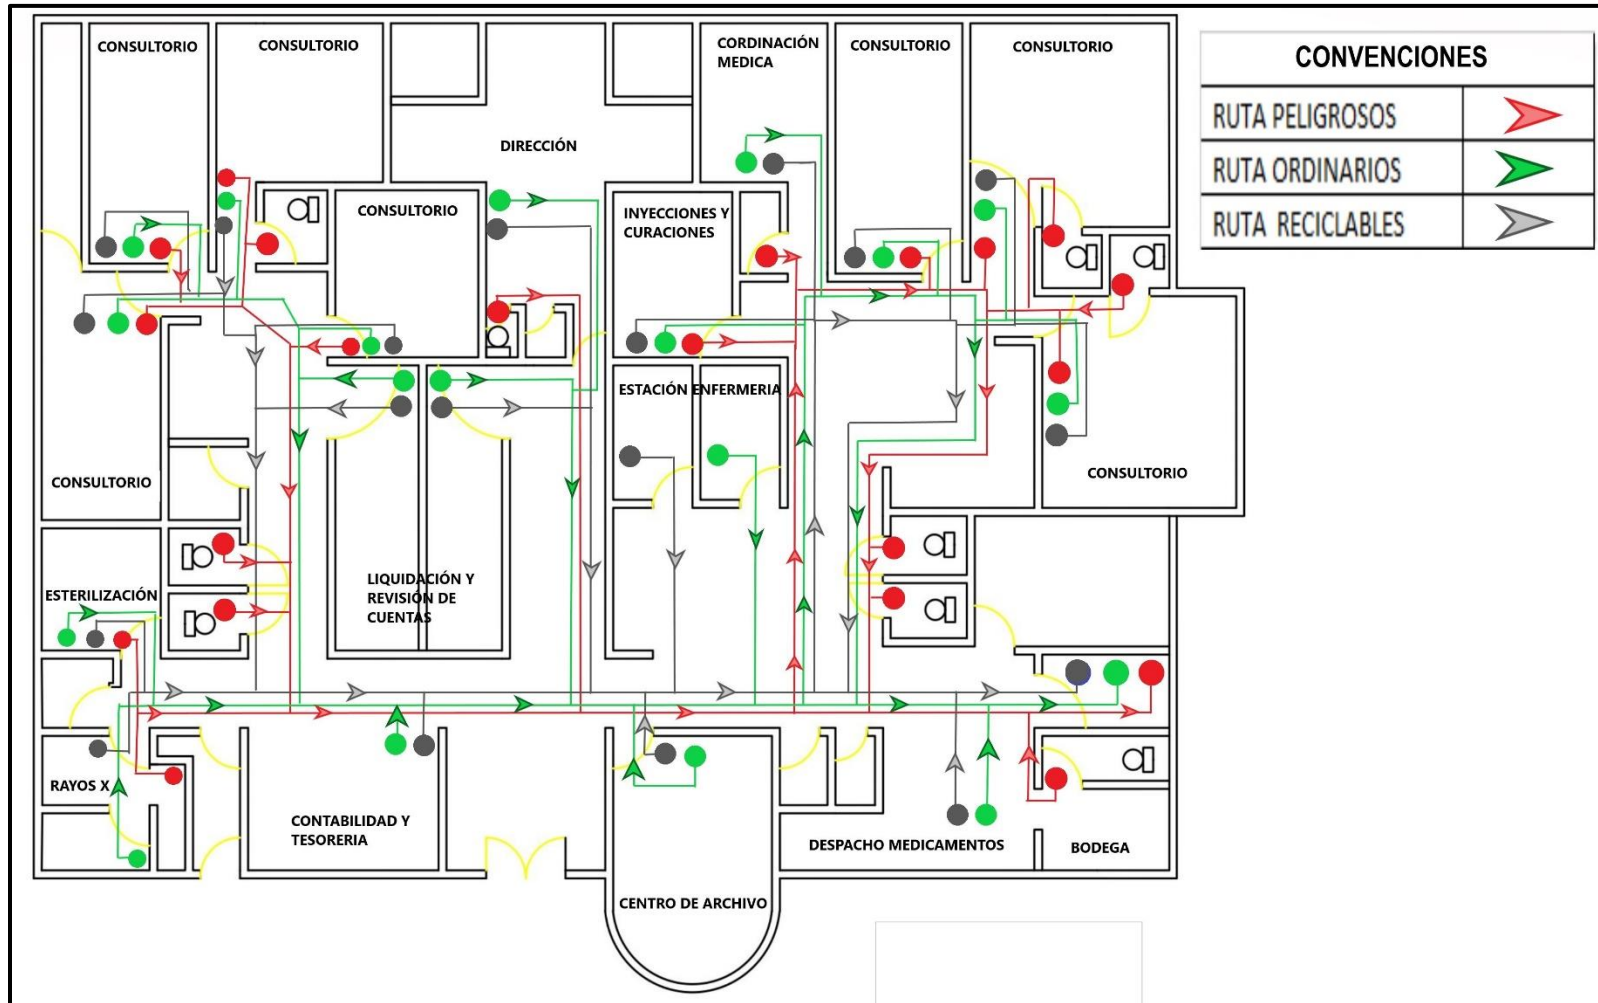 CONSULTORIO
CONSULTORIO
CORDINACIÓN
MEDICA
CONSULTORIO
CONSULTORIO
CONVENCIONES
RUTA PELIGROSOS
RUTA ORDINARIOS
RUTA RECICLABLES
DIRECCIÓN
CONSULTORIO
INYECCIONES Y
CURACIONES
ESTACIÓN ENFERMERIA
CONSULTORIO
CONSULTORIO
ESTERILIZACIÓN
LIQUIDACIÓN Y
REVISIÓN DE
CUENTAS
RAYOS X
CONTABILIDAD Y
TESORERIA
DESPACHO MEDICAMENTOS
BODEGA
CENTRO DE ARCHIVO